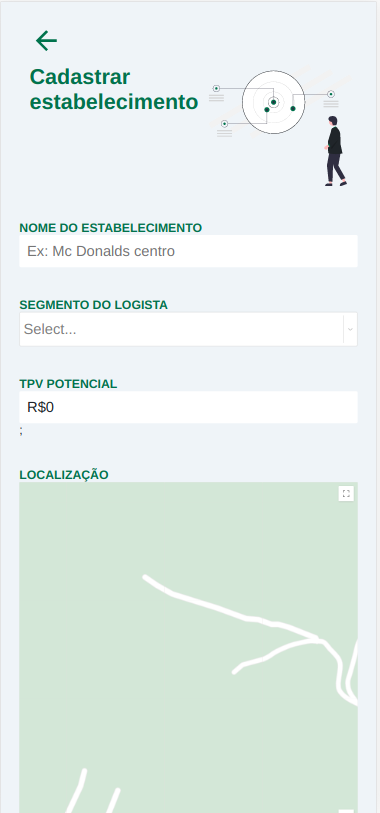 Cadastrar
estabelecimento
NOME DO ESTABELECIMENTO
Ex: Mc Donalds centro
SEGMENTO DO LOGISTA
Select...
TPV POTENCIAL
R$0
;
LOCALIZAÇÃO